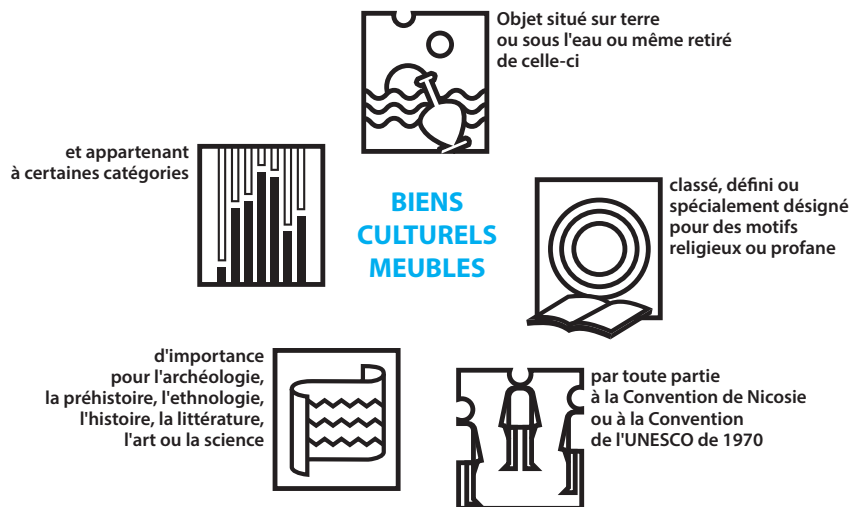 Objet situé sur terre
ou sous l'eau ou même retiré
de celle-ci
classé, défini ou
spécialement désigné
pour des motifs
religieux ou profane
par toute partie
à la Convention de Nicosie
ou à la Convention
de l'UNESCO de 1970
d'importance
pour l'archéologie,
la préhistoire, l'ethnologie,
l'histoire, la littérature,
l'art ou la science
et appartenant
à certaines catégories
BIENS
CULTURELS
MEUBLES